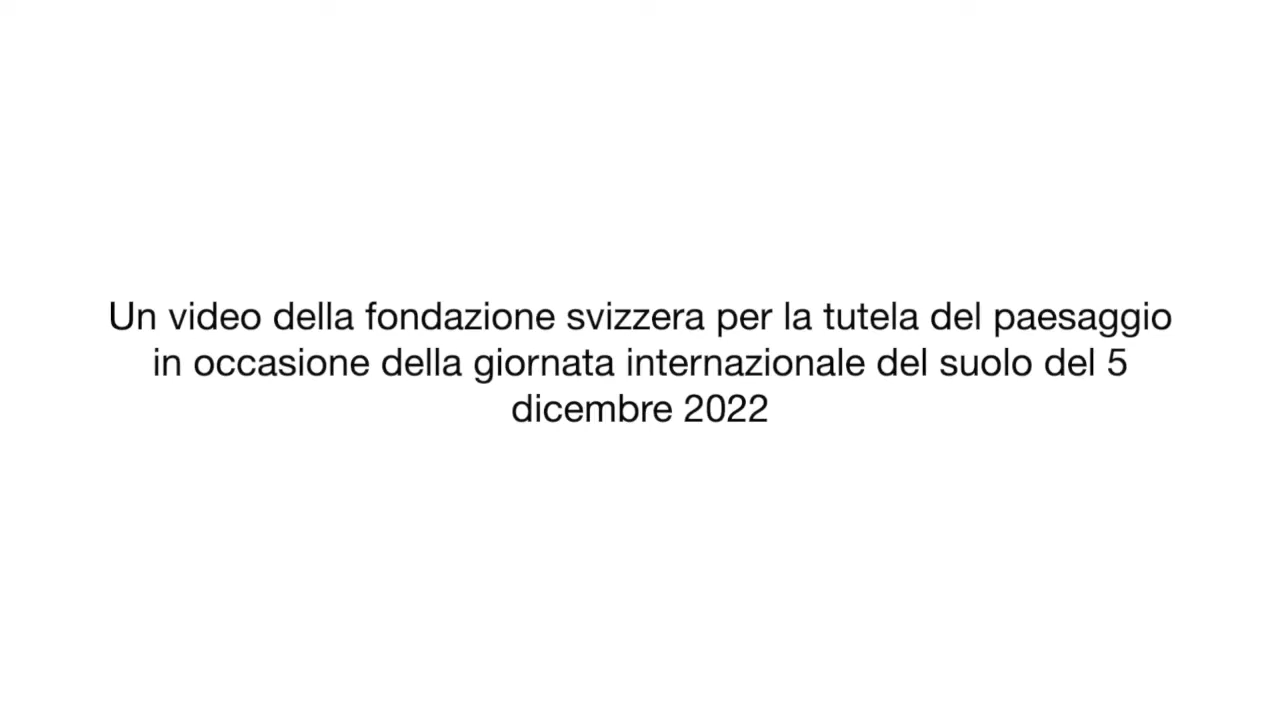 Un video della fondazione svizzera per la tutela del paesaggio
in occasione della giornata internazionale del suolo del 5
dicembre 2022